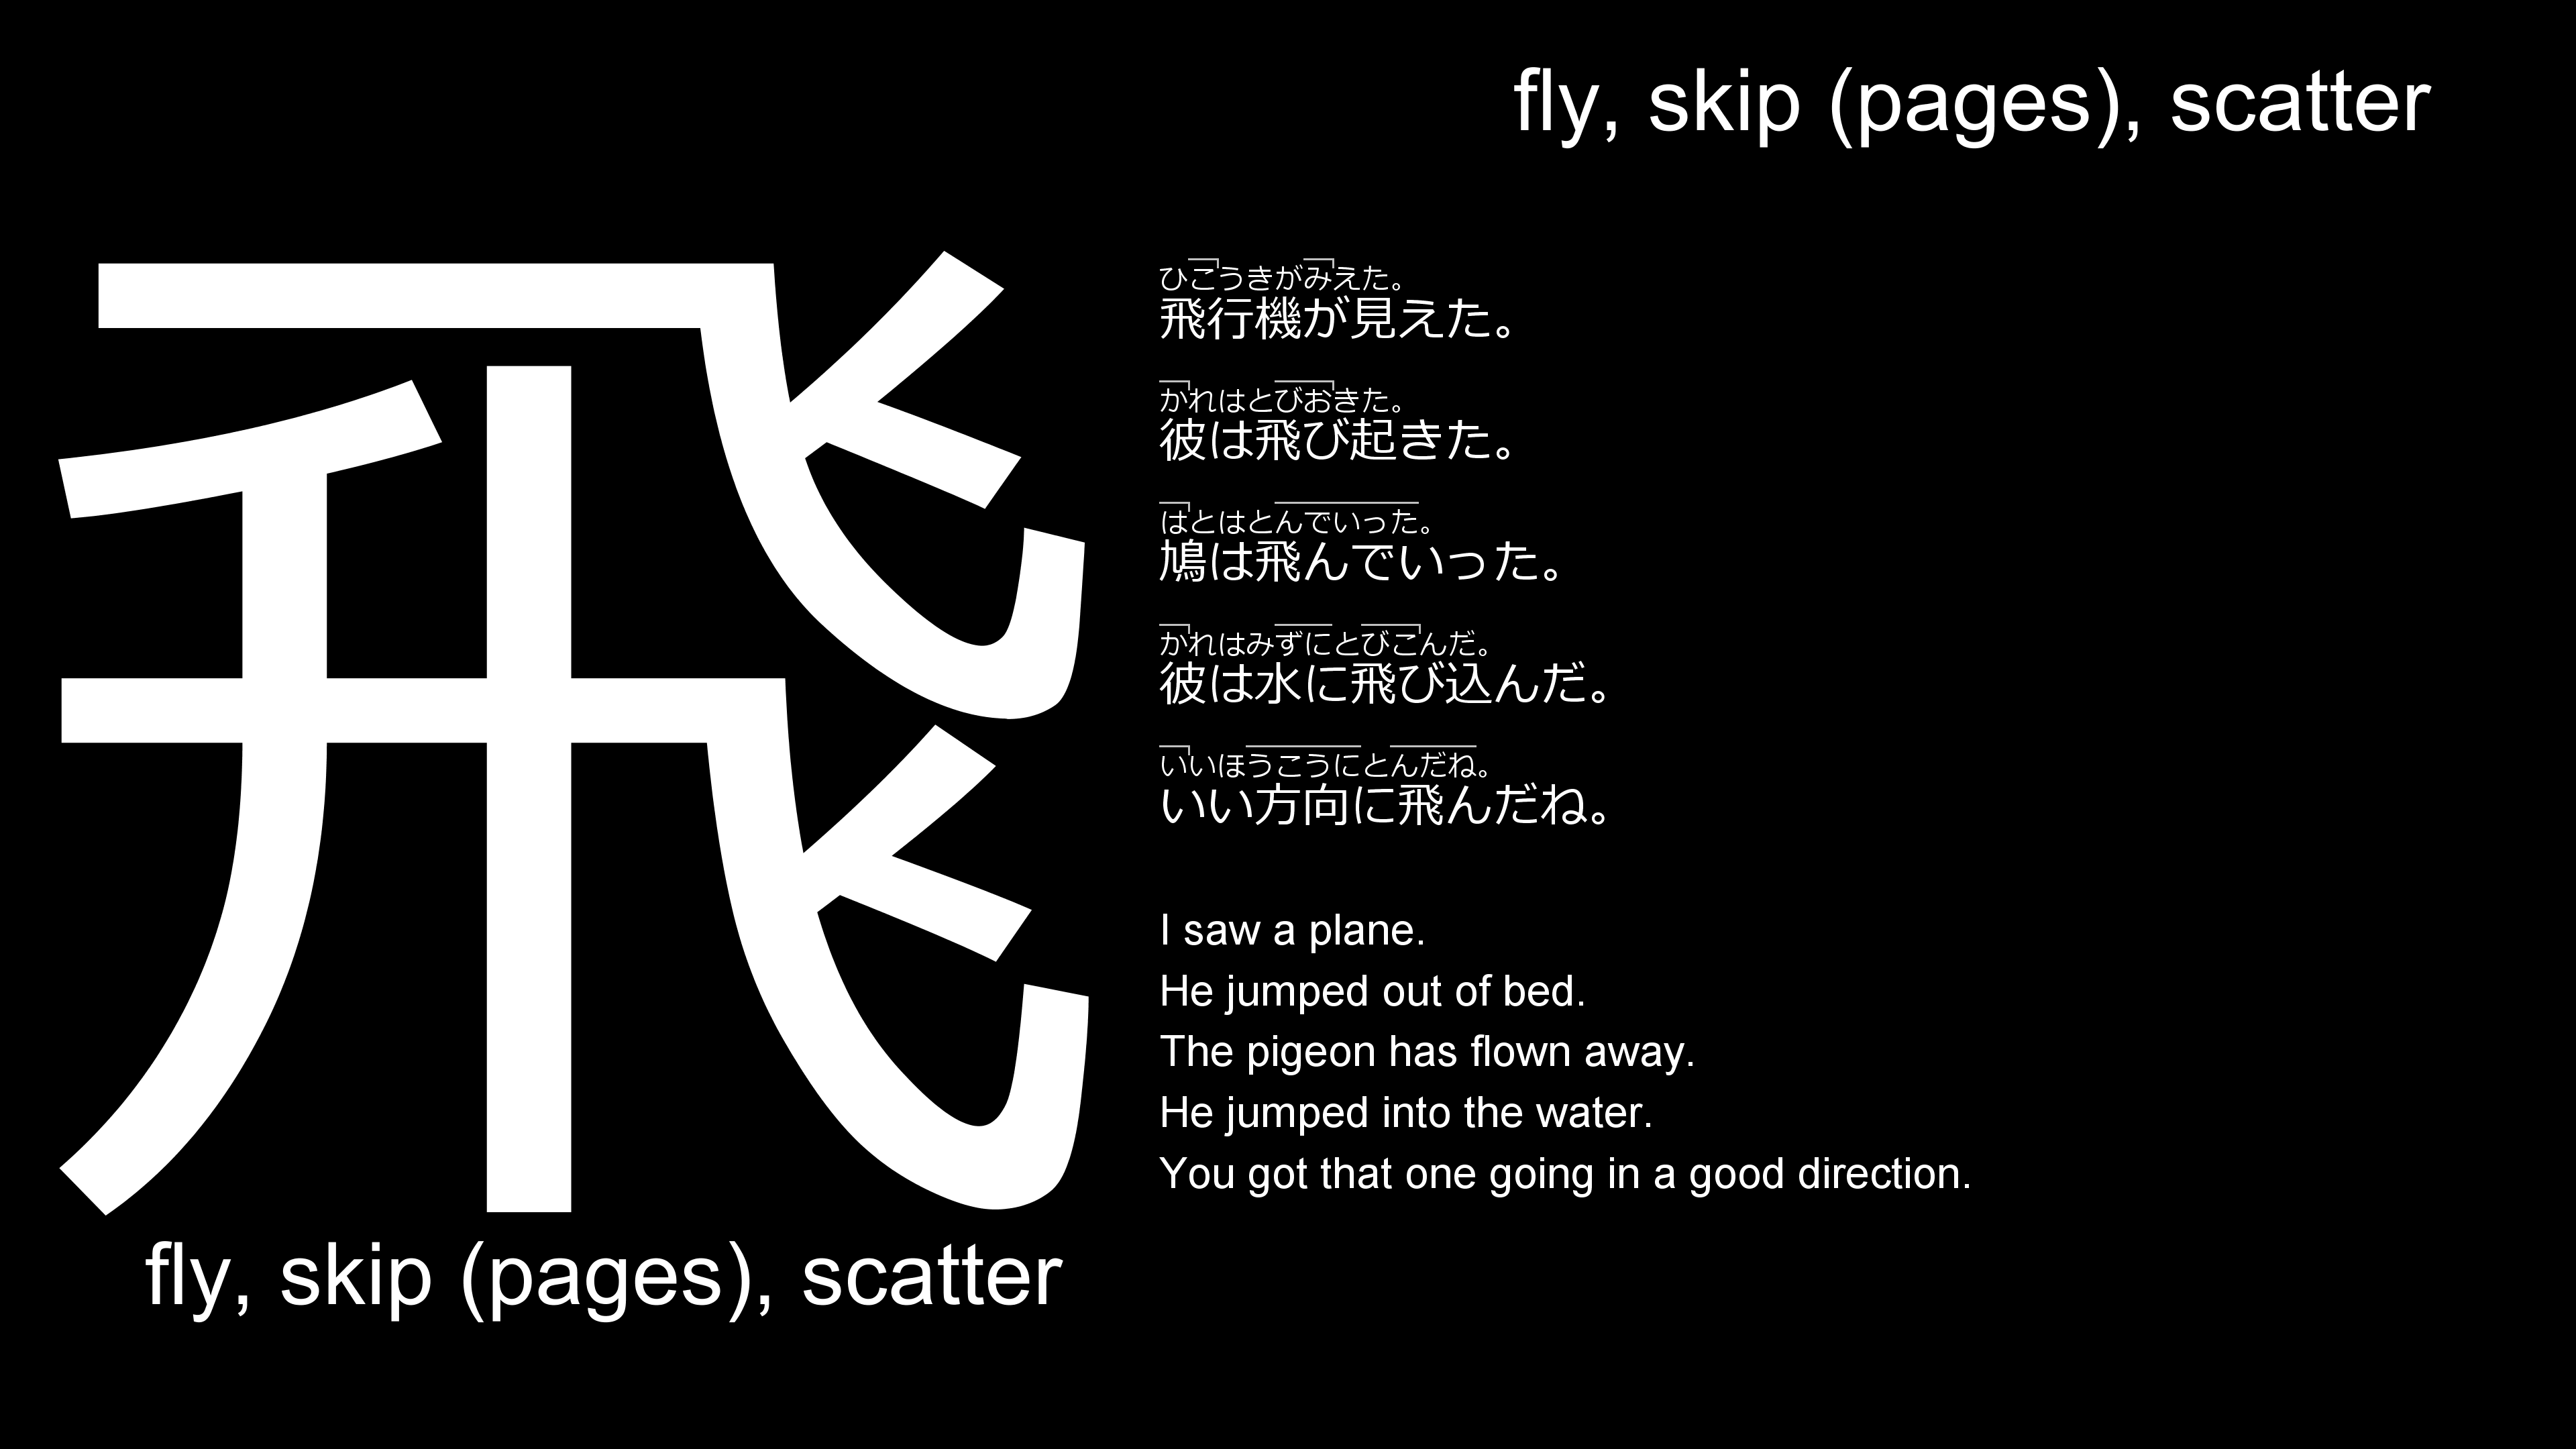 fly, skip (pages), scatter
飛
ひこうきがみえた。
飛行機が見えた。
かれはとびおきた。
彼は飛び起きた。
はとはとんでいった。
鳩は飛んでいった。
かれはみずにとびこんだ。
彼は水に飛び込んだ。
いいほうこうにとんだね。
いい方向に飛んだね。
I saw a plane.
He jumped out of bed.
The pigeon has flown away.
He jumped into the water.
You got that one going in a good direction.
fly, skip (pages), scatter